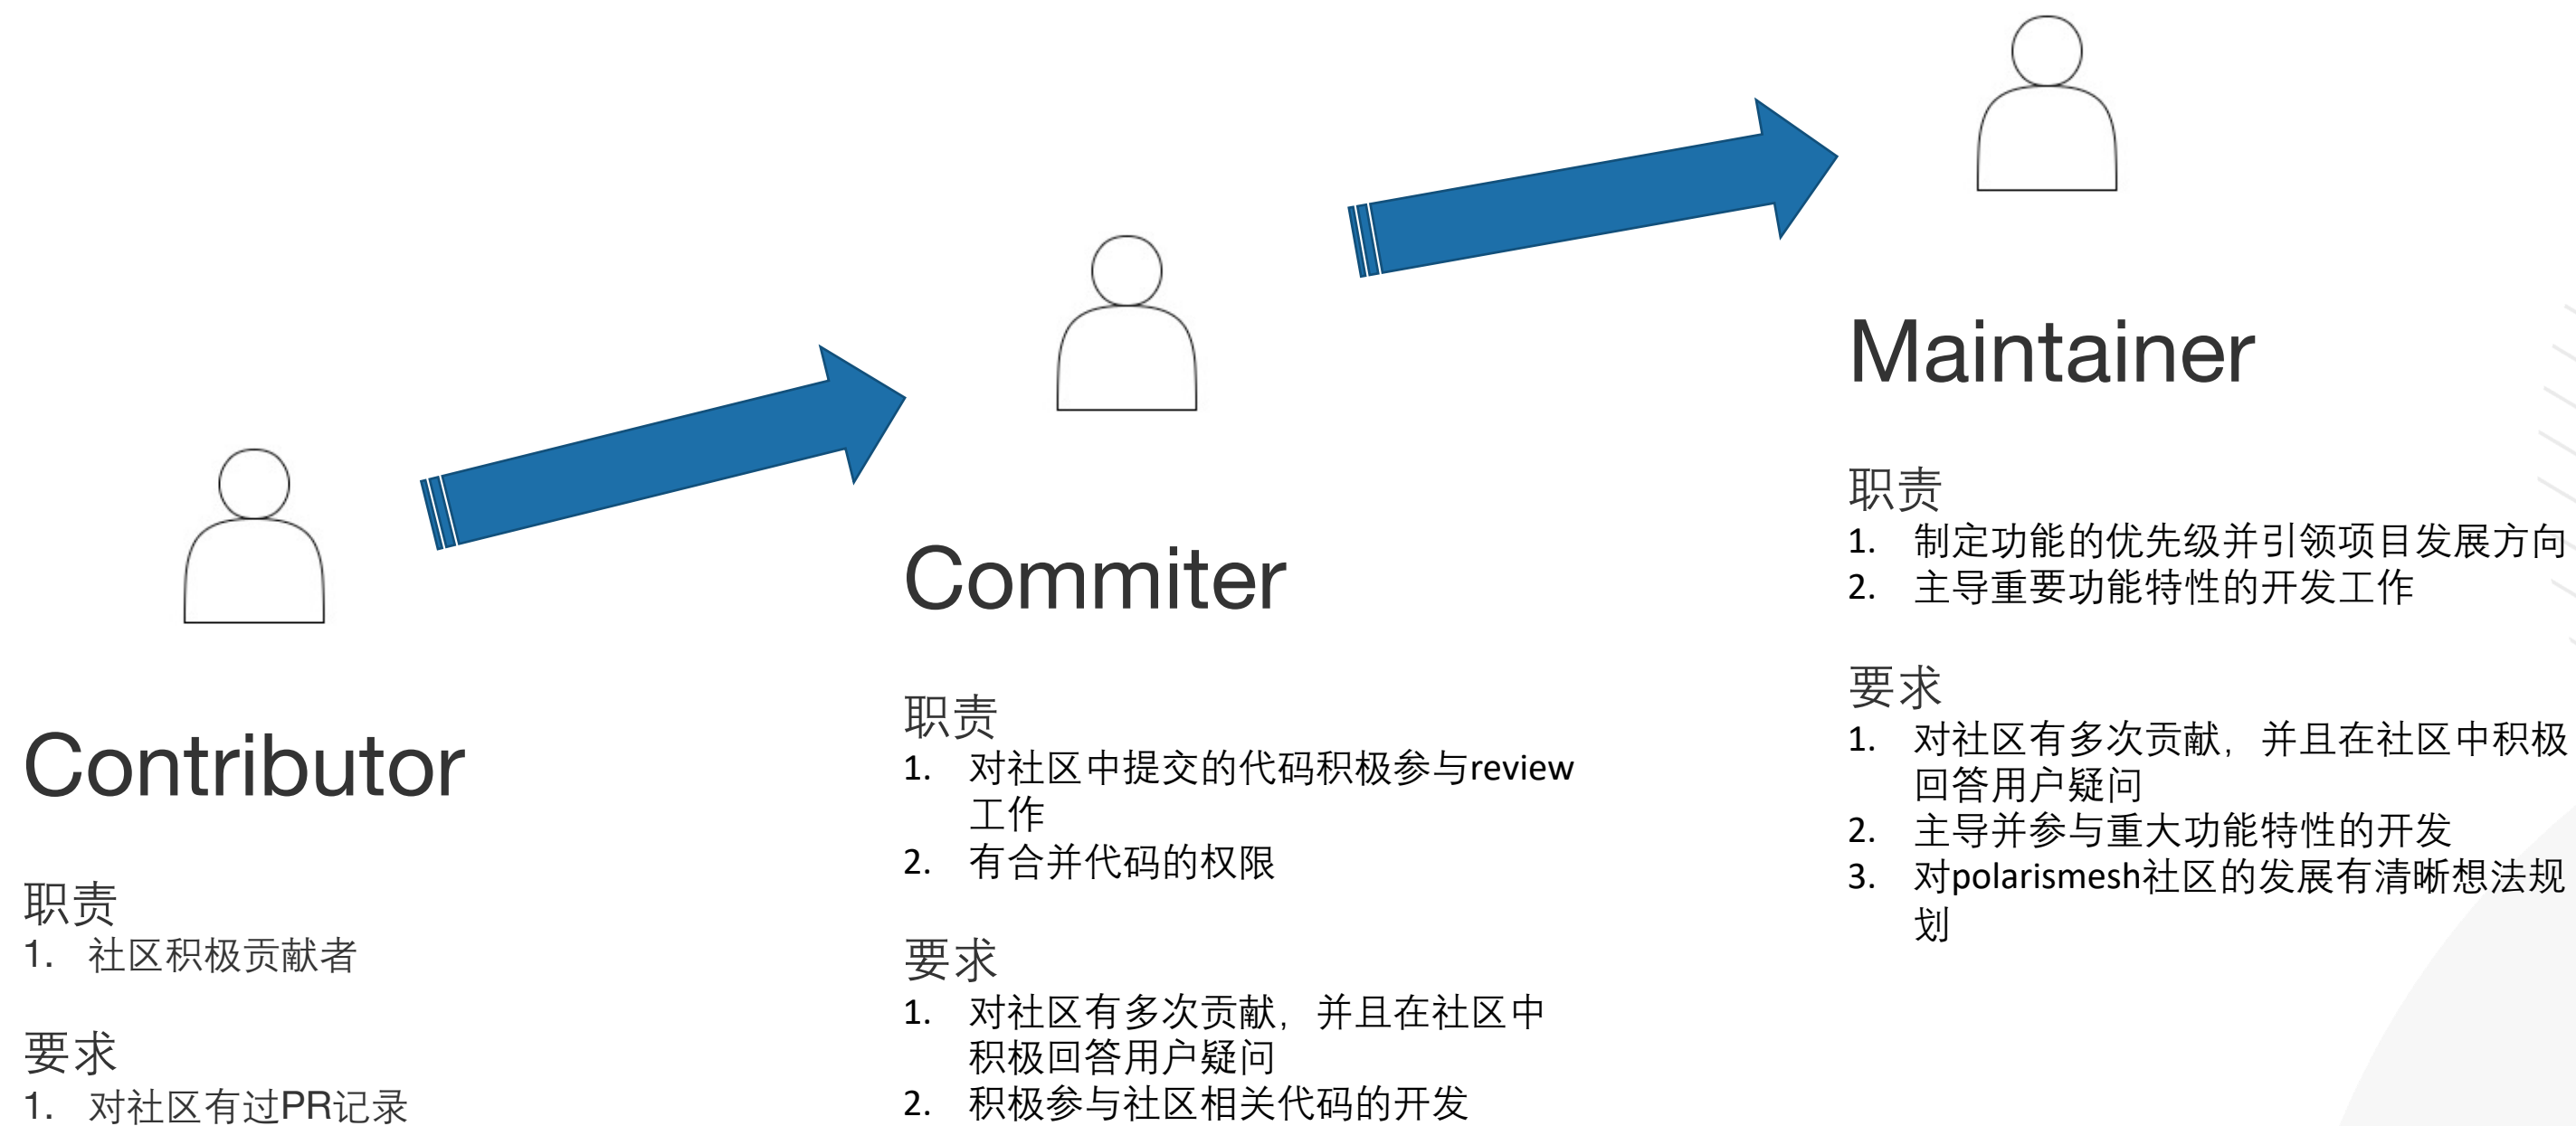 Contributor
职责
1. 社区积极贡献者
要求
1. 对社区有过PR记录
Commiter
职责
1. 对社区中提交的代码积极参与review
工作
2. 有合并代码的权限
要求
1. 对社区有多次贡献，并且在社区中
积极回答用户疑问
2. 积极参与社区相关代码的开发
Maintainer
职责
1. 制定功能的优先级并引领项目发展方向
2. 主导重要功能特性的开发工作
要求
1. 对社区有多次贡献，并且在社区中积极
回答用户疑问
2. 主导并参与重大功能特性的开发
3. 对polarismesh社区的发展有清晰想法规
划